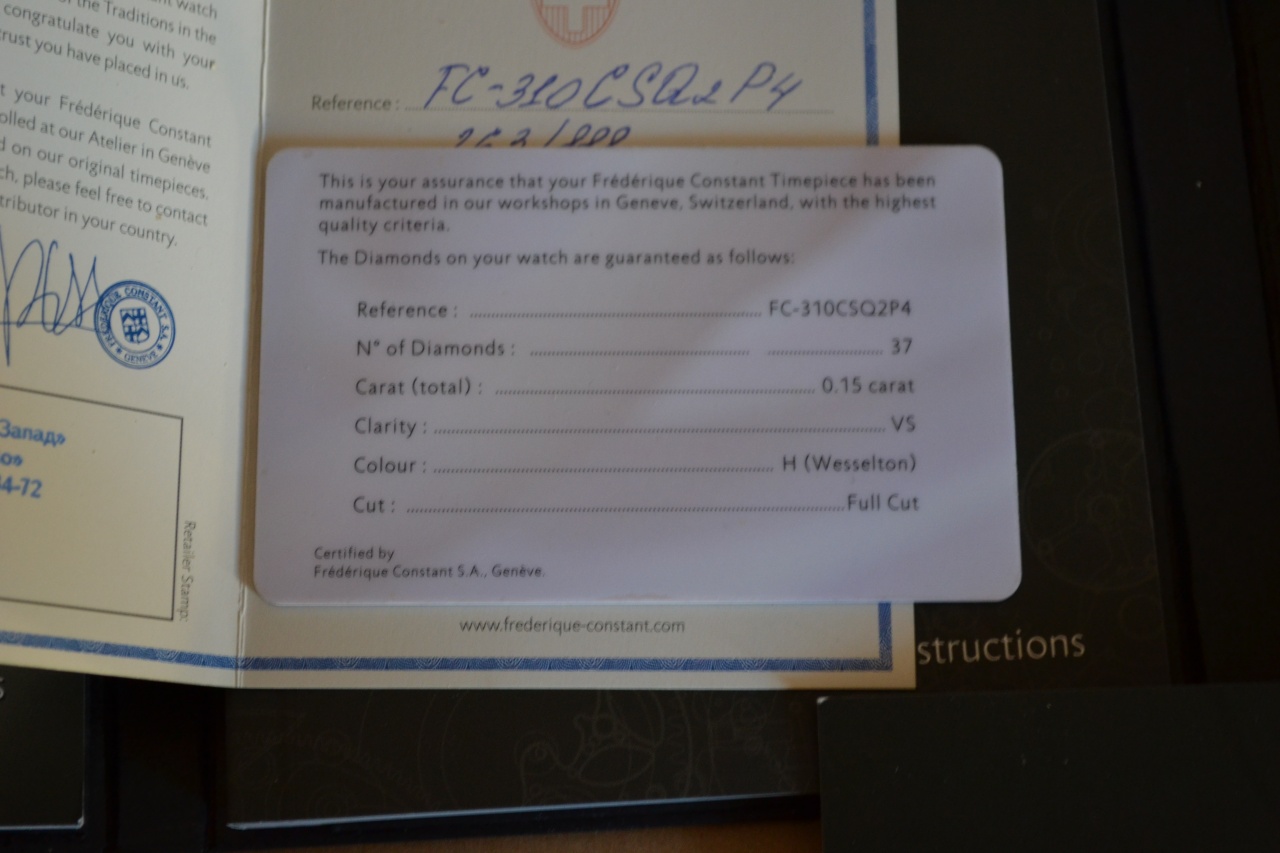 watch
the Traditions in the
congratulate you with your
trust you have placed in us.
your Frédérique Constant
at our Atelier in Genève
on our original timepieces.
please feel free to contact
in your country.
FRÉDÉRIQUE CONSTANT S.A.
GENEVE
Запад»
4-72
Retailer Stamp:
Reference : FC-310CSQ2P4
This is your assurance that your Frédérique Constant Timepiece has been
manufactured in our workshops in Geneve, Switzerland, with the highest
quality criteria.
The Diamonds on your watch are guaranteed as follows:
Reference : FC-310CSQ2P4
N° of Diamonds : 37
Carat (total) : 0.15 carat
Clarity : VS
Colour : H (Wesselton)
Cut : Full Cut
Certified by
Frédérique Constant S.A., Genève.
www.frederique-constant.com
structions